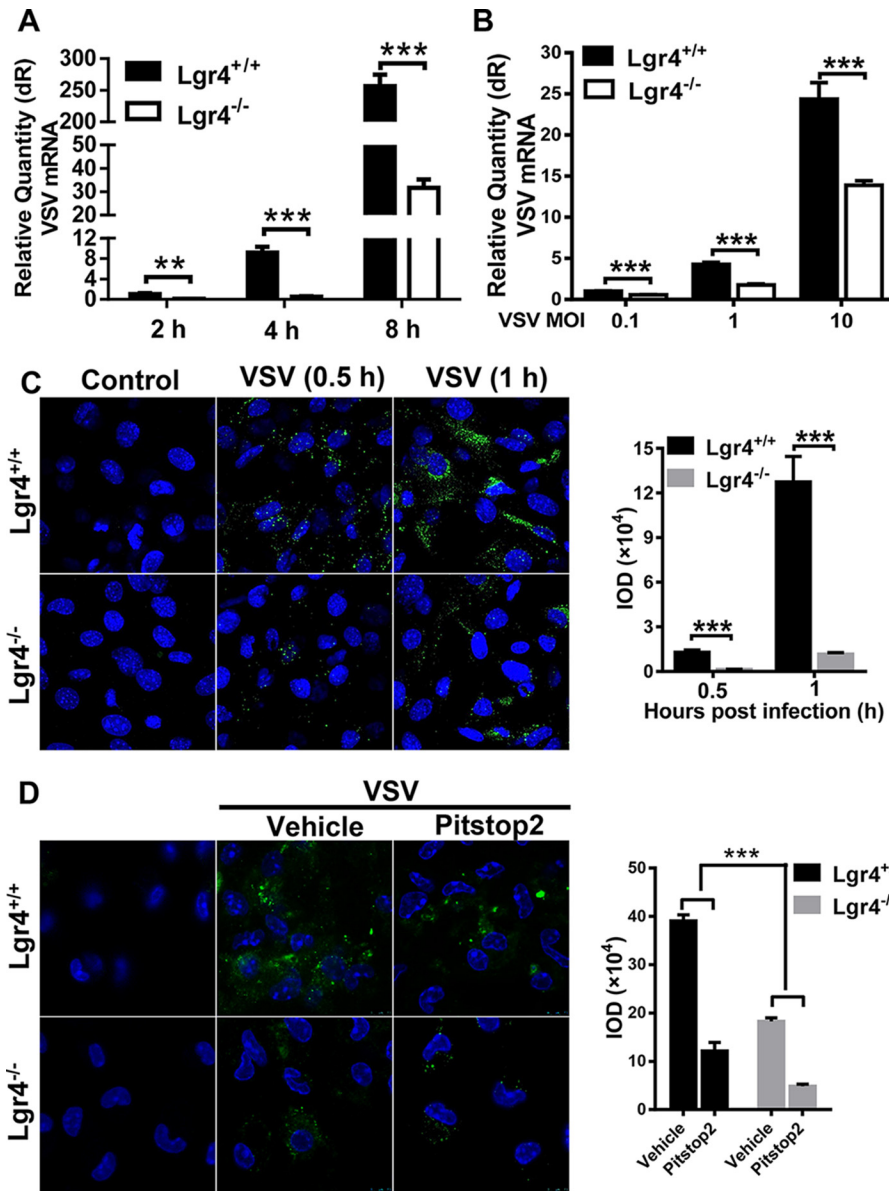 A
Relative Quantity (dR)
VSV mRNA
300
250
200
40
30
20
12
8
4
0
Lgr4+/+
Lgr4-/-
**
***
***
2 h
4 h
8 h
B
Relative Quantity (dR)
VSV mRNA
30
25
20
15
10
5
0
Lgr4+/+
Lgr4-/-
***
***
***
VSV MOI
0.1
1
10
C
Control
VSV (0.5 h)
VSV (1 h)
Lgr4+/+
Lgr4-/-
IOD (×10⁴)
15
12
9
6
3
0
Lgr4+/+
Lgr4-/-
***
***
0.5
1
Hours post infection (h)
D
VSV
Vehicle
Pitstop2
Lgr4+/+
Lgr4-/-
IOD (×10⁴)
50
40
30
20
10
0
***
Lgr4+
Lgr4-/
Vehicle
Pitstop2
Vehicle
Pitstop2